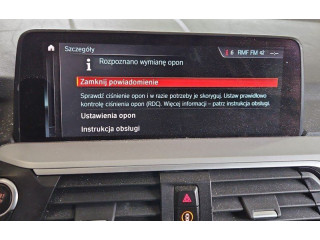 Szczegóły
6 RMF FM
Rozpoznano wymianę opon
Zamknij powiadomienie
Sprawdź ciśnienie opon i w razie potrzeby je skoryguj. Ustaw prawidłowo
kontrolę ciśnienia opon (RDC). Więcej informacji – patrz instrukcja obsługi.
Ustawienia opon
Instrukcja obsługi